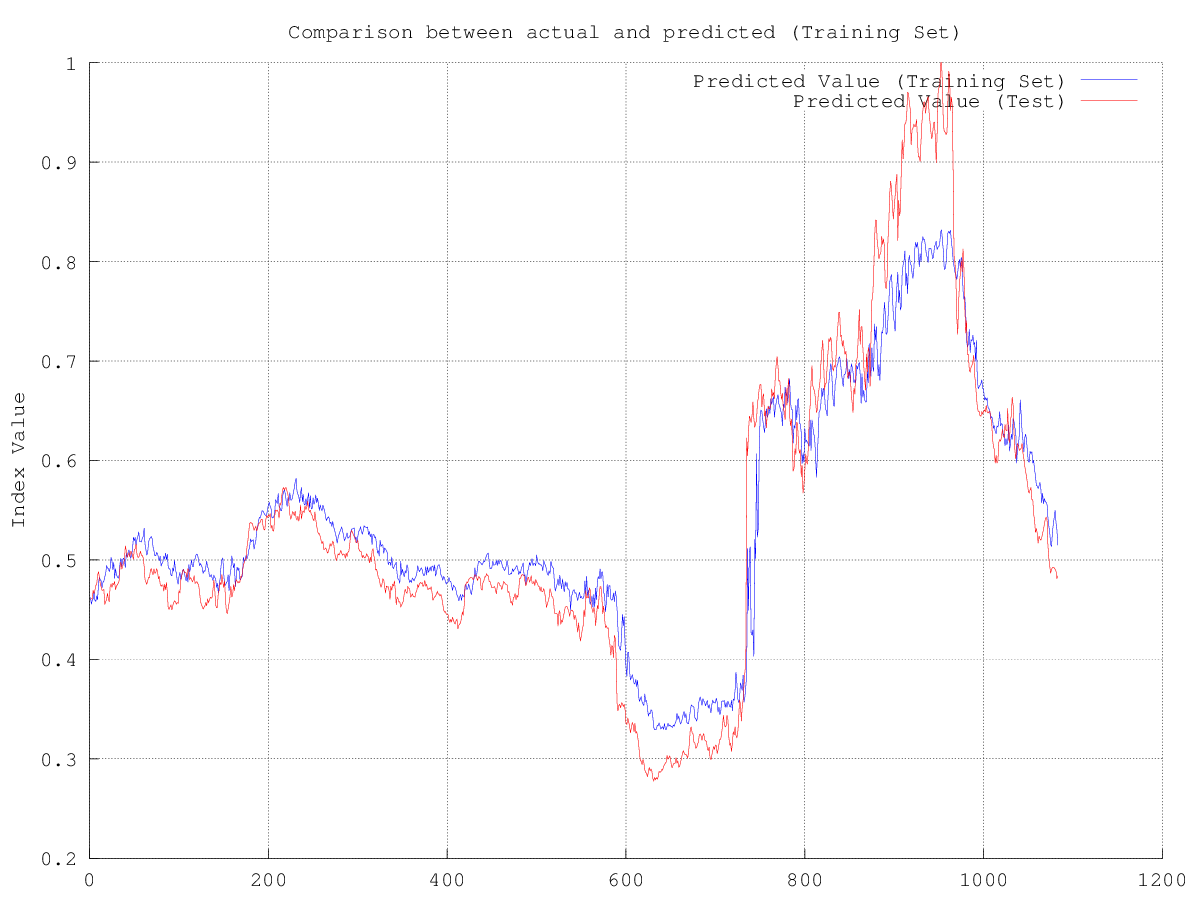 Comparison between actual and predicted (Training Set)
Predicted Value (Training Set)
Predicted Value (Test)
Index Value
1
0.9
0.8
0.7
0.6
0.5
0.4
0.3
0.2
0 200 400 600 800 1000 1200